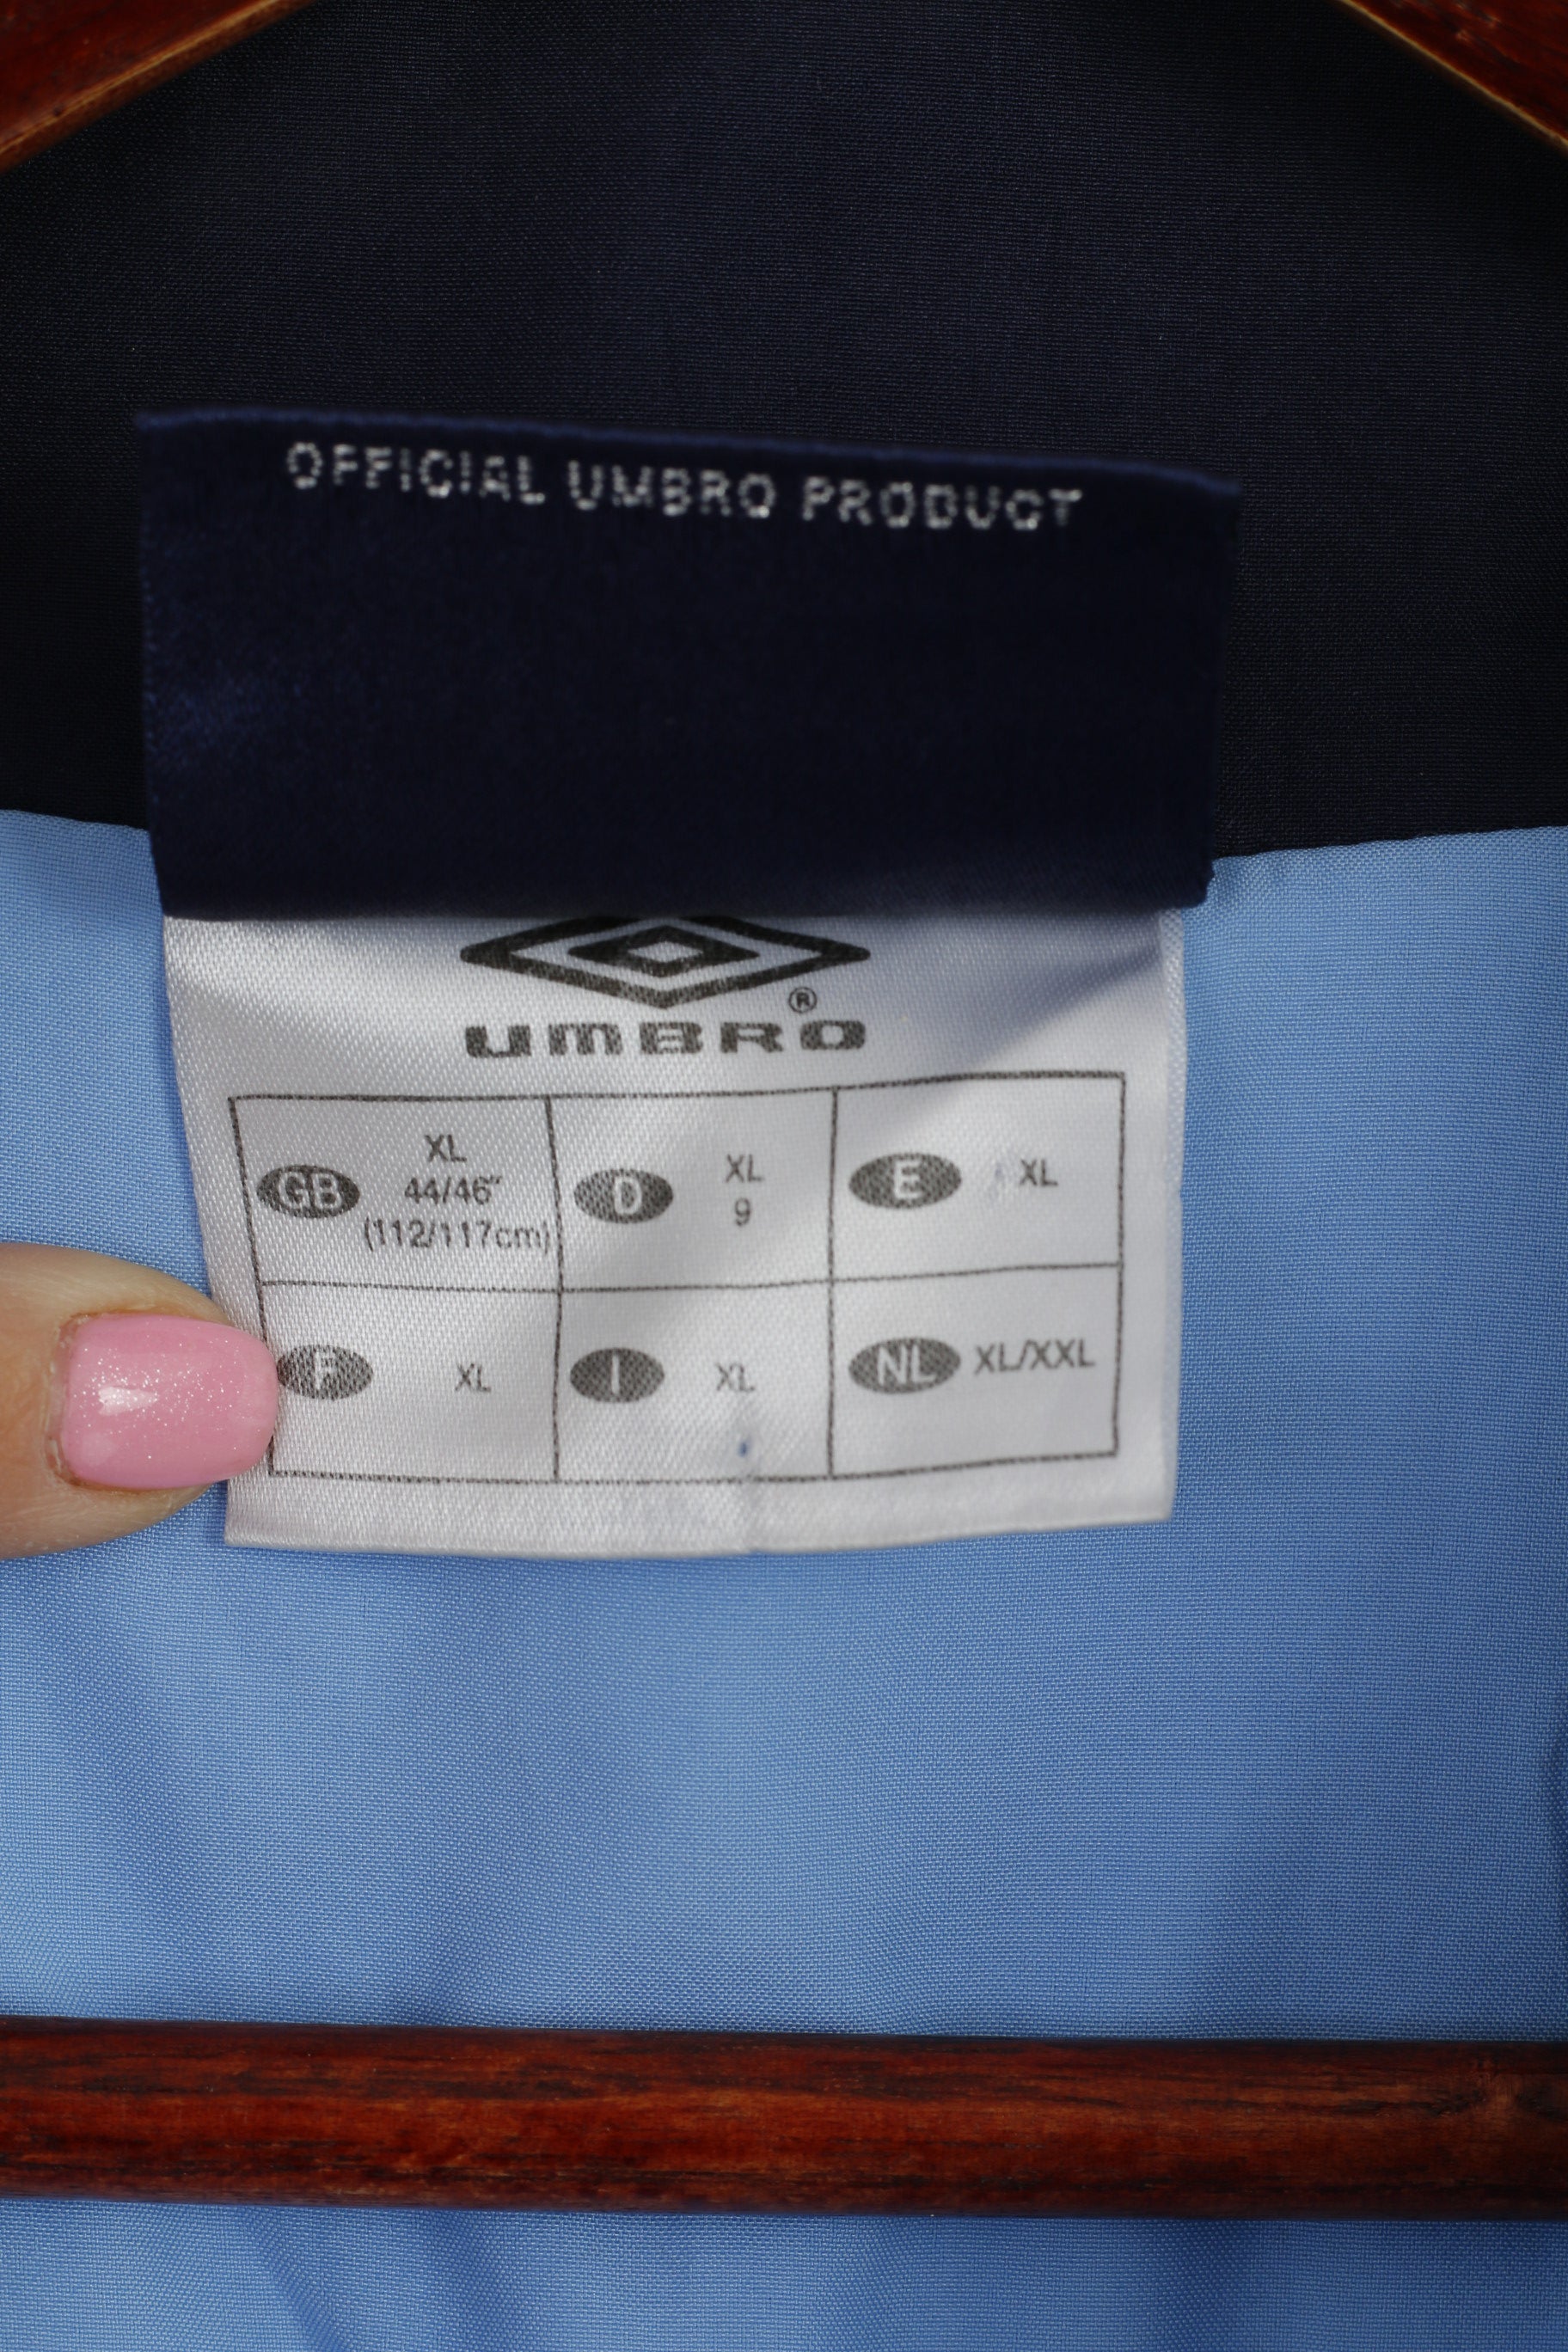 OFFICIAL UMBRO PRODUCT
®
UMBRO
GB XL 44/46" (112/117cm)
D XL 9
E XL
F XL
I XL
NL XL/XXL